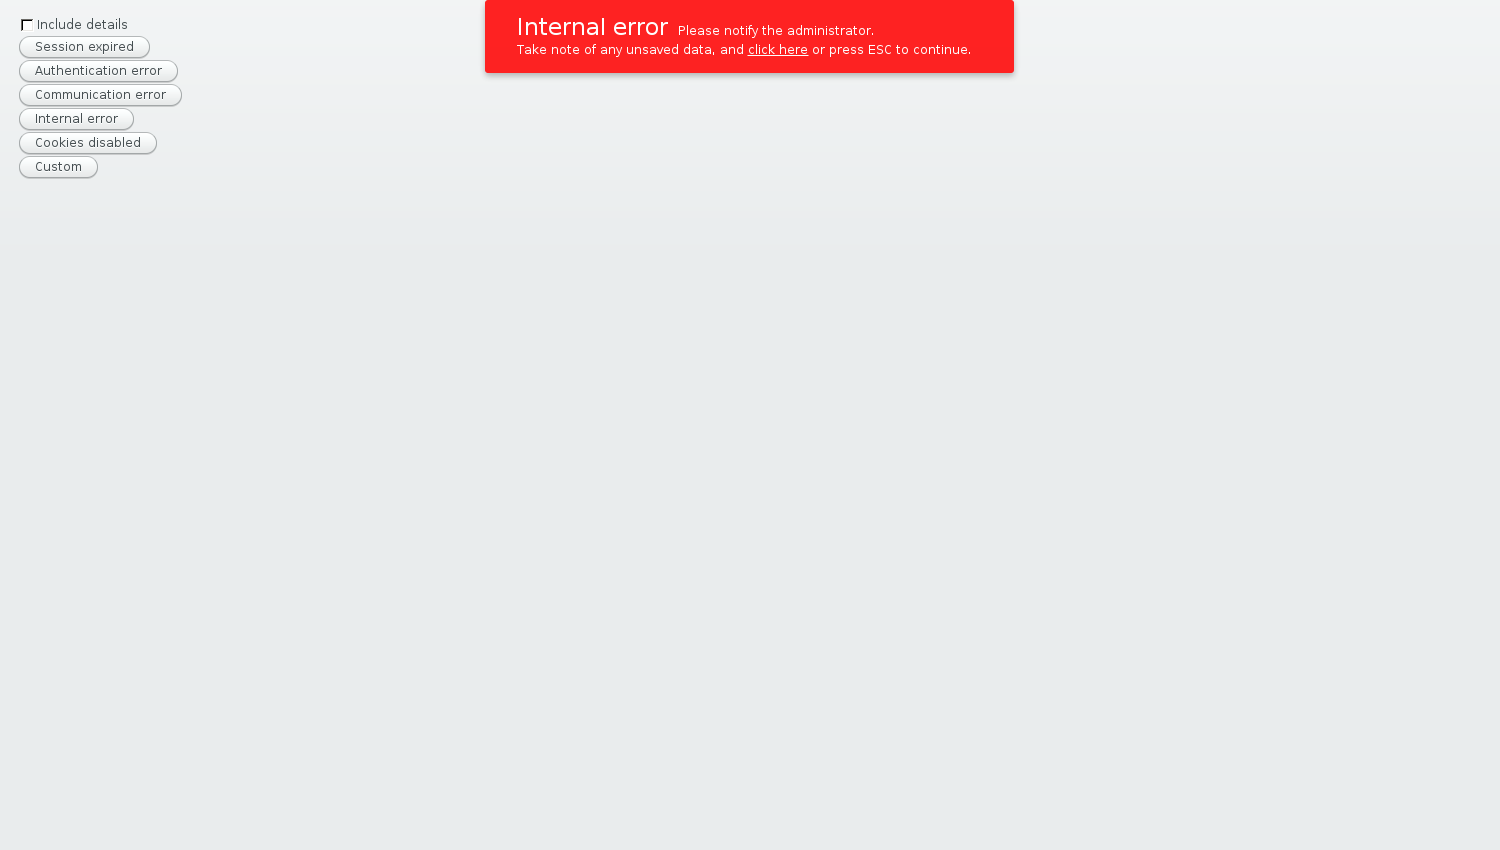 Include details
Session expired
Authentication error
Communication error
Internal error
Cookies disabled
Custom
Internal error Please notify the administrator.
Take note of any unsaved data, and click here or press ESC to continue.